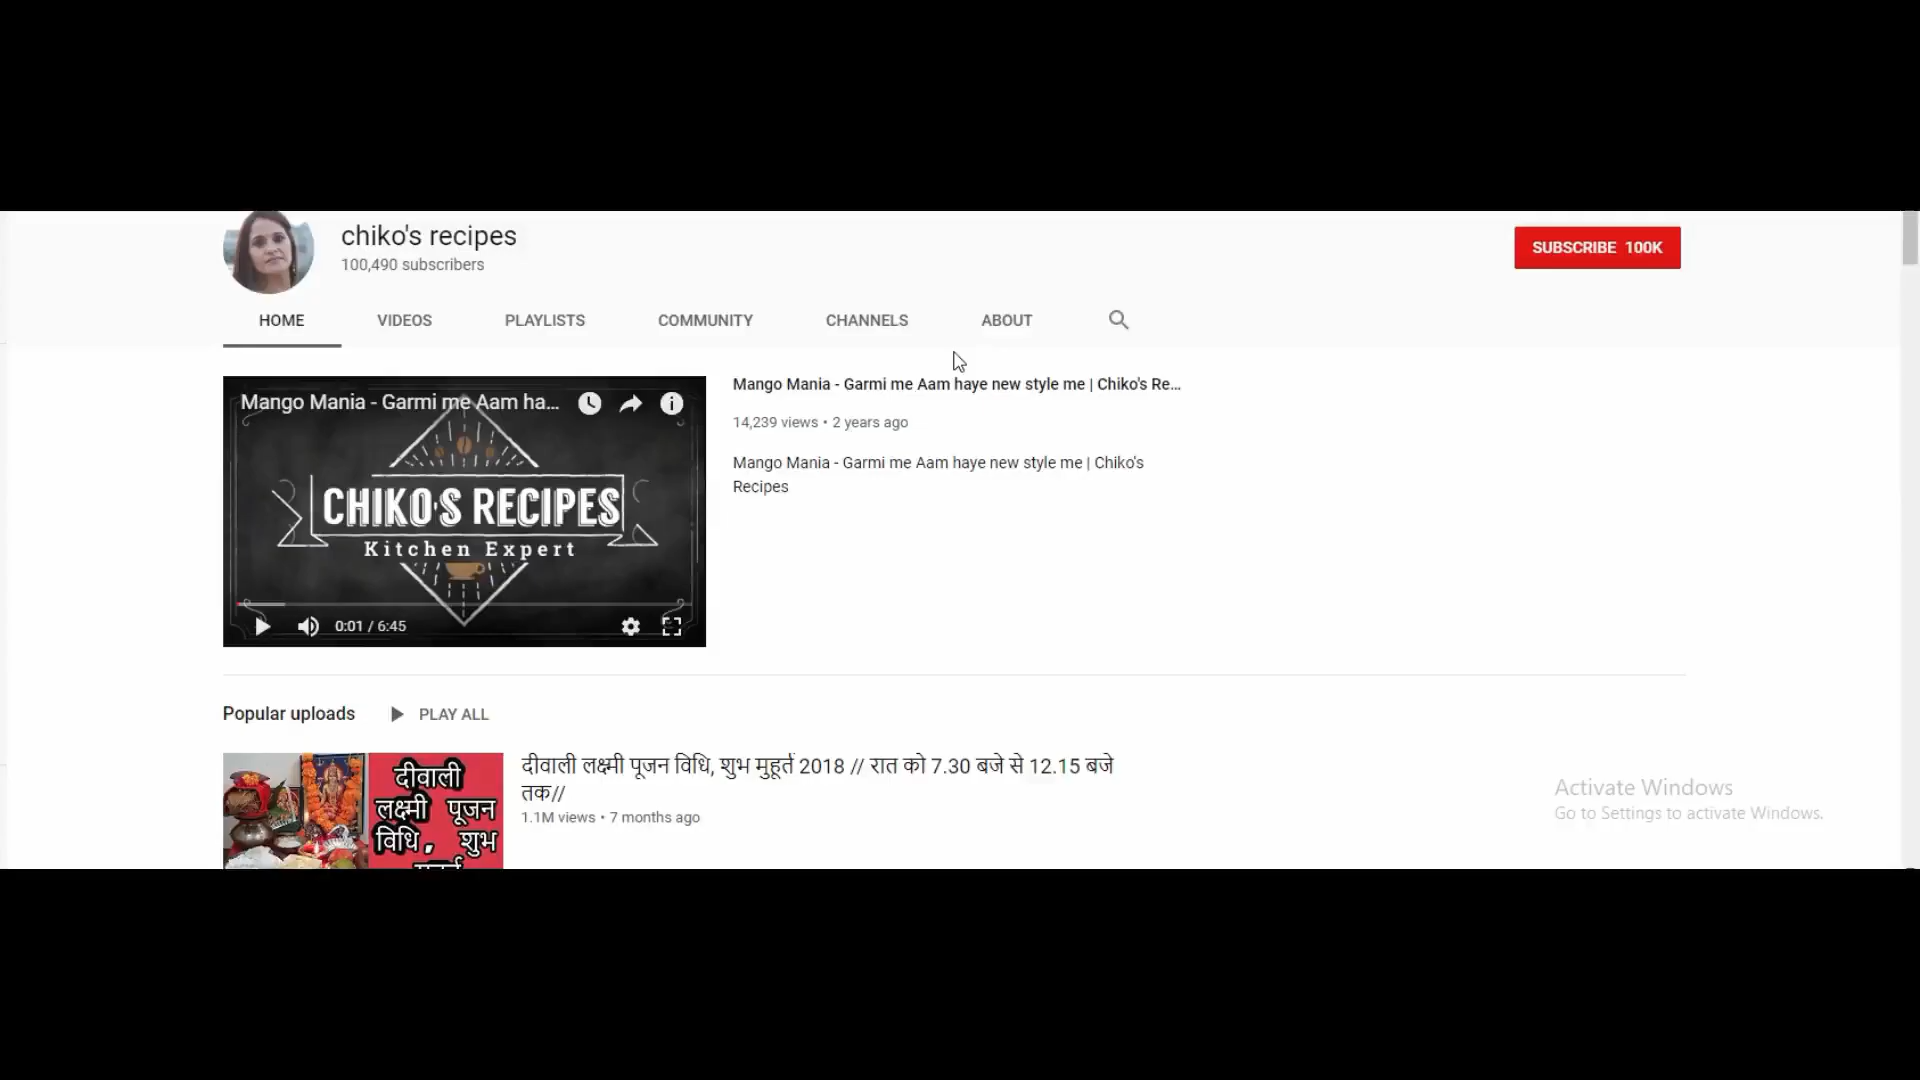 chiko's recipes
100,490 subscribers
SUBSCRIBE 100K
HOME VIDEOS PLAYLISTS COMMUNITY CHANNELS ABOUT
Mango Mania - Garmi me Aam ha...
CHIKO'S RECIPES
Kitchen Expert
0:01 / 6:45
Mango Mania - Garmi me Aam haye new style me | Chiko's Re...
14,239 views • 2 years ago
Mango Mania - Garmi me Aam haye new style me | Chiko's
Recipes
Popular uploads PLAY ALL
दीवाली
लक्ष्मी पूजन
विधि, शुभ
दीवाली लक्ष्मी पूजन विधि, शुभ मुहूर्त 2018 // रात को 7.30 बजे से 12.15 बजे
तक//
1.1M views • 7 months ago
Activate Windows
Go to Settings to activate Windows.